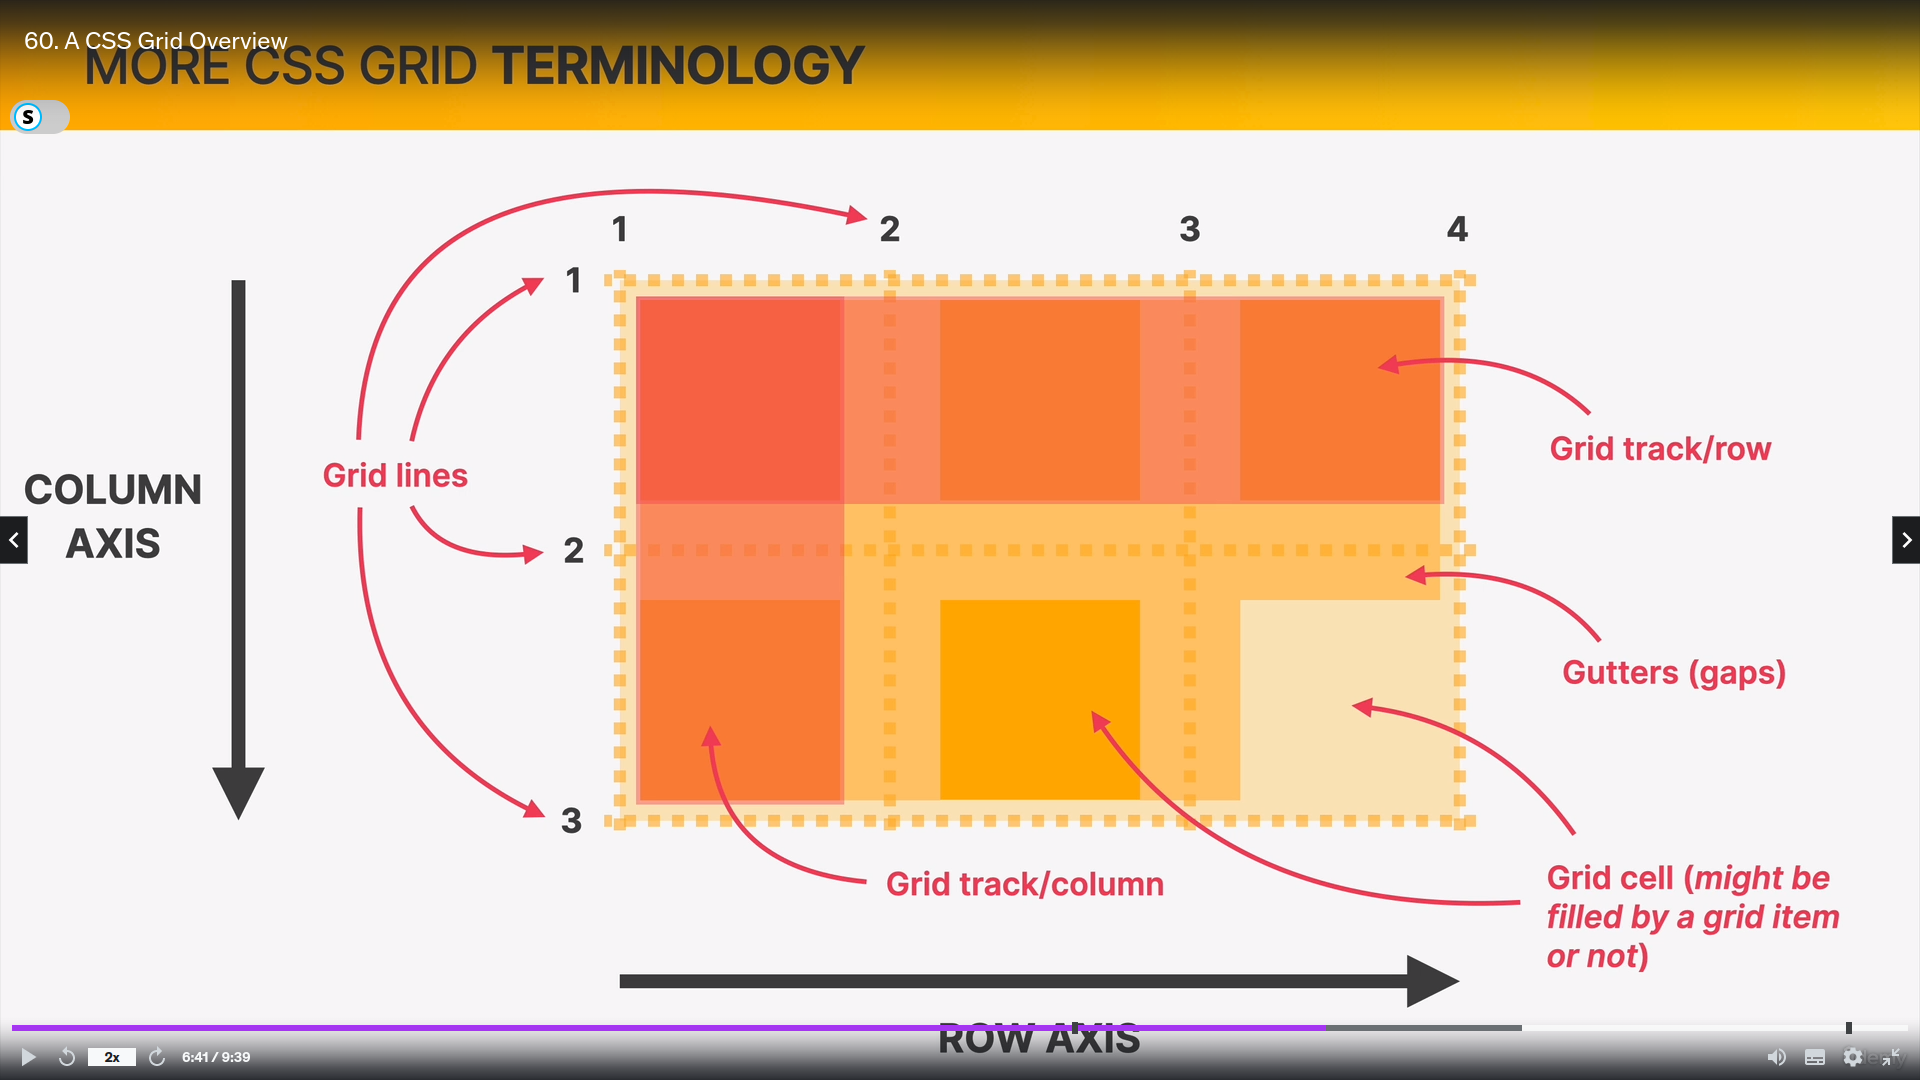 60. A CSS Grid Overview
MORE CSS GRID TERMINOLOGY
S
1 2 3 4
1
Grid track/row
COLUMN
AXIS
Grid lines
2
Gutters (gaps)
3
Grid track/column
Grid cell (might be
filled by a grid item
or not)
ROW AXIS
2x
6:41 / 9:39